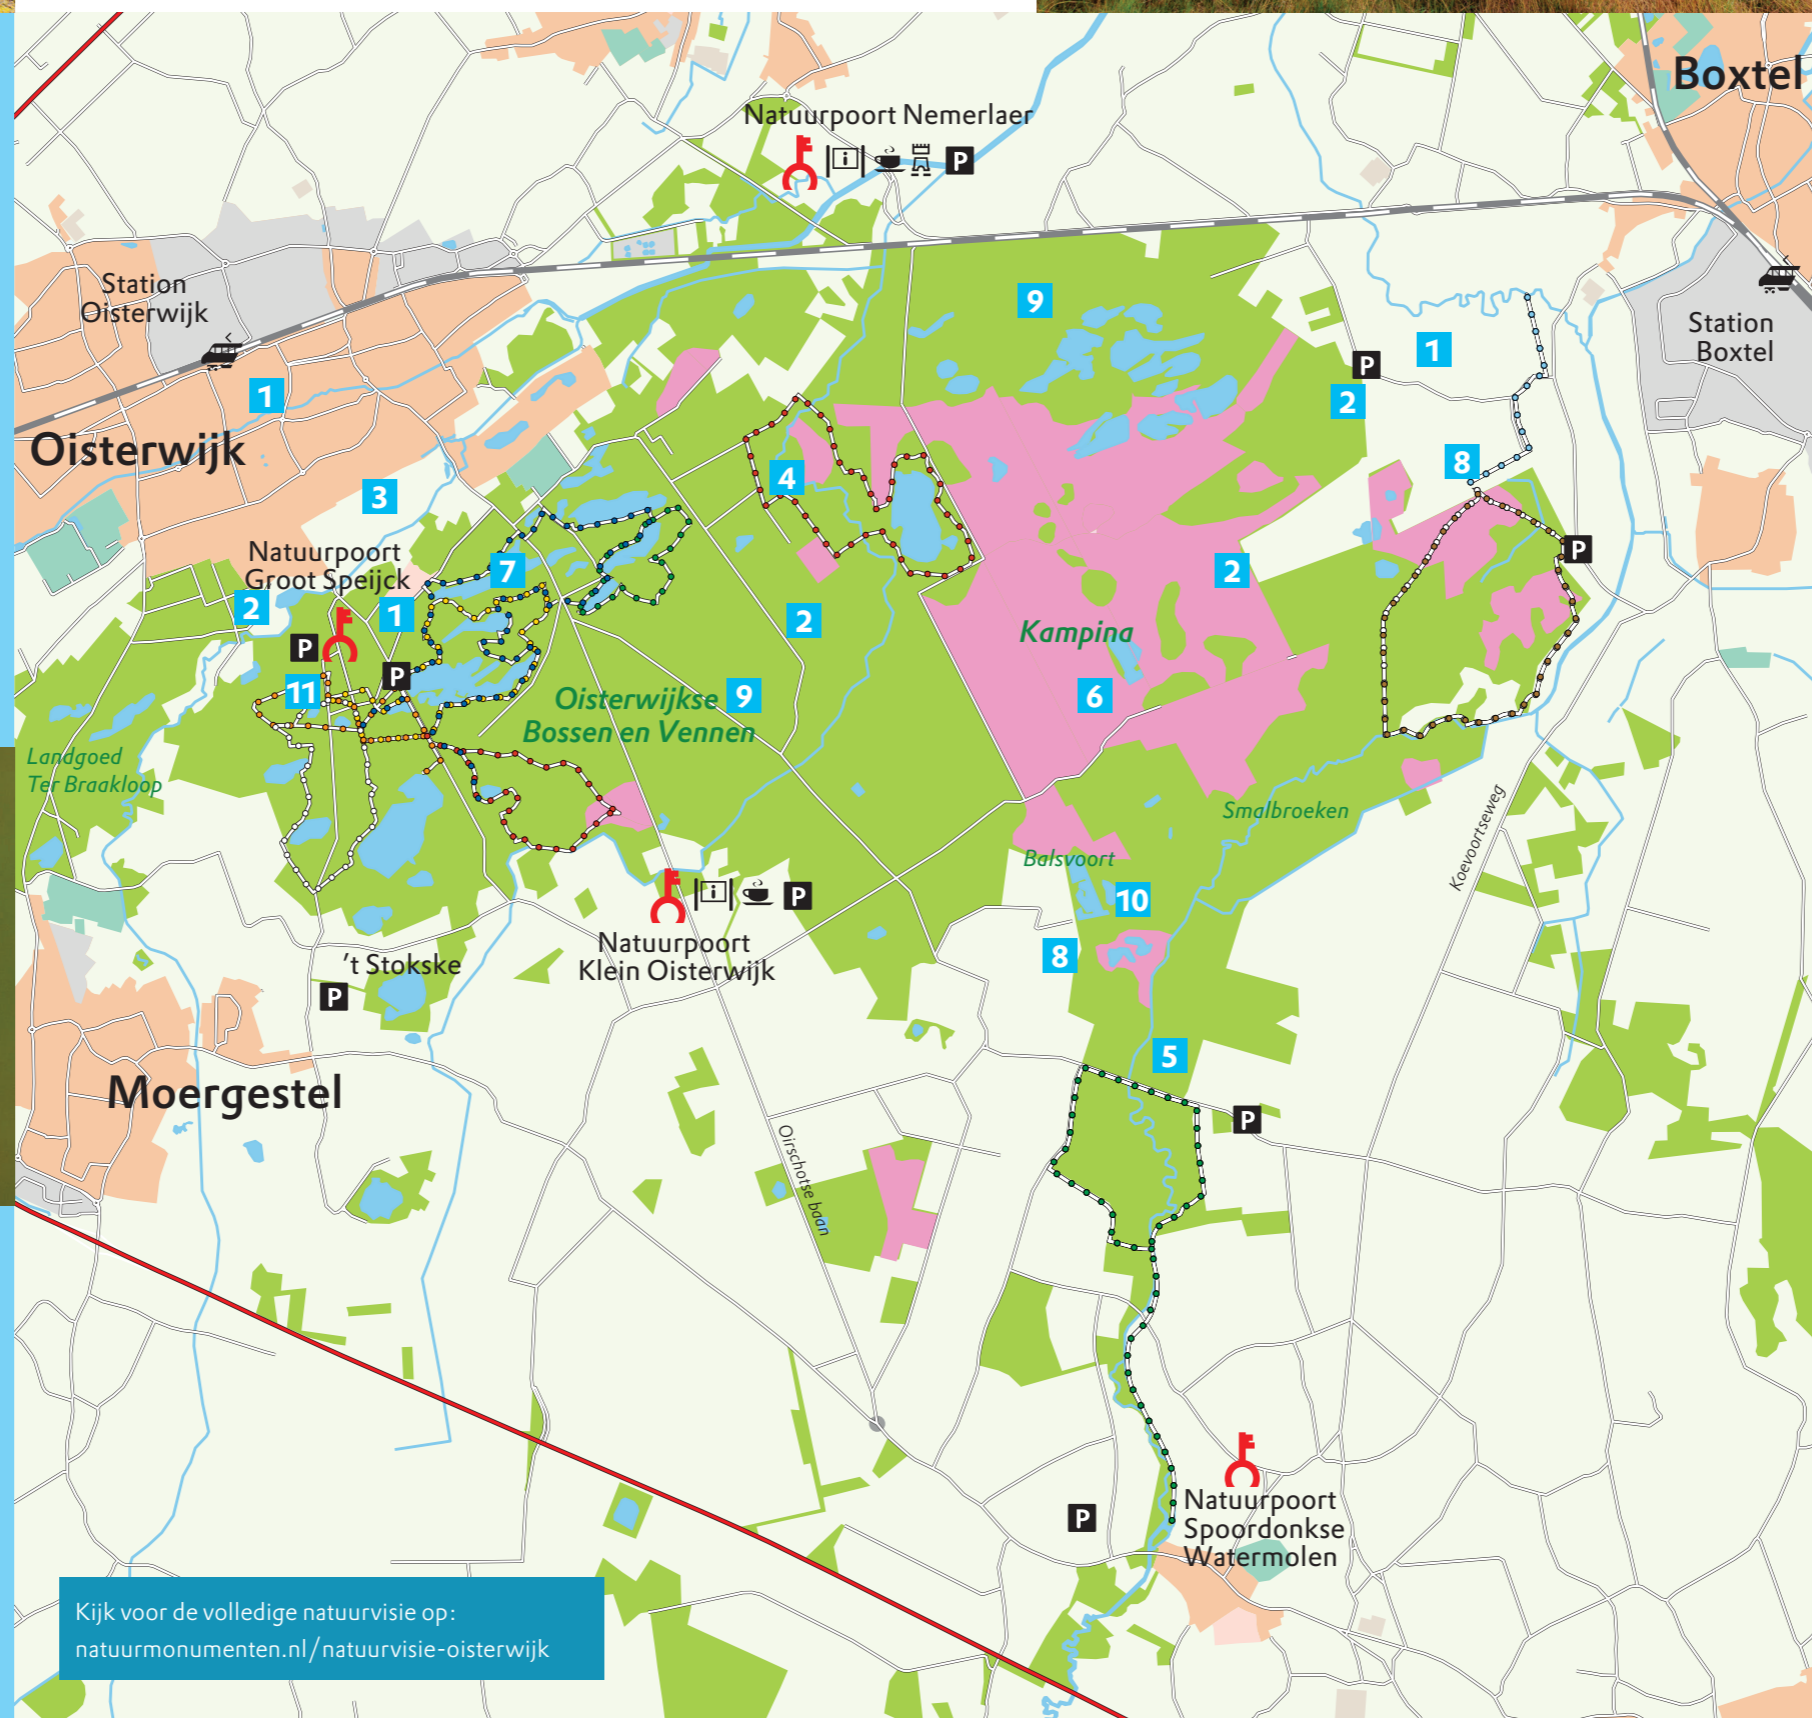 Boxtel
Natuurpoort Nemerlaer
i
P
Station
Oisterwijk
9
Station
Boxtel
1
P
1
2
Oisterwijk
8
4
3
P
Natuurpoort
Groot Speijck
7
2
2
1
2
P
Kampina
P
11
Oisterwijkse
Bossen en Vennen
9
6
Landgoed
Ter Braakloop
Smalbroeken
Koevoortseweg
Balsvoort
i
P
10
Natuurpoort
Klein Oisterwijk
8
't Stokske
P
5
Moergestel
P
Oirschotse baan
P
Natuurpoort
Spoordonkse
Watermolen
Kijk voor de volledige natuurvisie op:
natuurmonumenten.nl/natuurvisie-oisterwijk